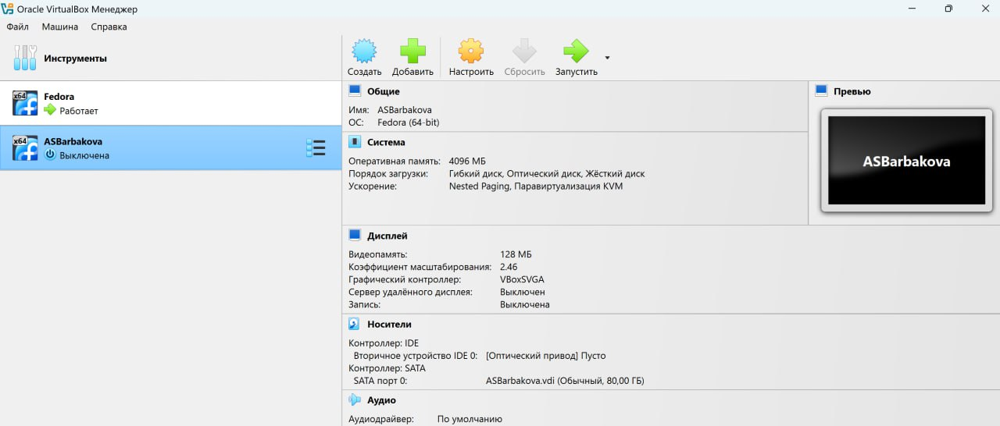 Oracle VirtualBox Менеджер
Файл Машина Справка
Инструменты
Создать Добавить Настроить Сбросить Запустить
x64 Fedora
Работает
x64 ASBarbakova
Выключена
Общие
Имя: ASBarbakova
ОС: Fedora (64-bit)
Превью
ASBarbakova
Система
Оперативная память: 4096 МБ
Порядок загрузки: Гибкий диск, Оптический диск, Жёсткий диск
Ускорение: Nested Paging, Паравиртуализация KVM
Дисплей
Видеопамять: 128 МБ
Коэффициент масштабирования: 2.46
Графический контроллер: VBoxSVGA
Сервер удалённого дисплея: Выключен
Запись: Выключена
Носители
Контроллер: IDE
Вторичное устройство IDE 0: [Оптический привод] Пусто
Контроллер: SATA
SATA порт 0: ASBarbakova.vdi (Обычный, 80,00 ГБ)
Аудио
Аудиодрайвер: По умолчанию